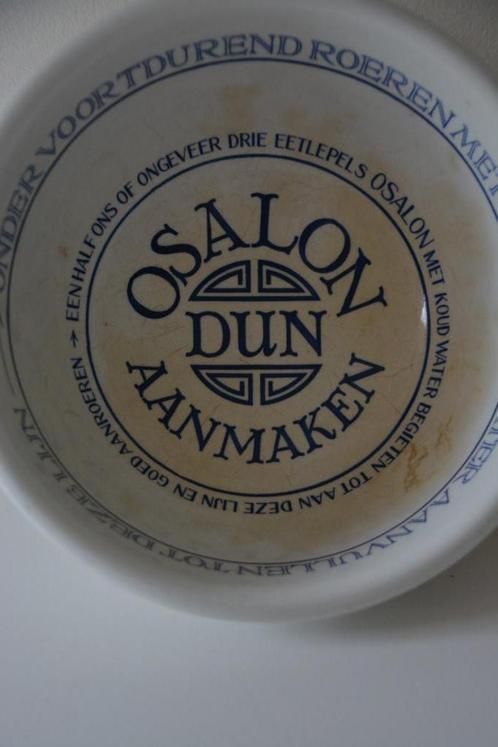 OSALON
DUN
AANMAKEN
→ EEN HALF ONS OF ONGEVEER DRIE EETLEPELS OSALON MET KOUD WATER BEGIETEN TOT AAN DEZE LIJN EN GOED AANROEREN
ONDER VOORTDUREND ROEREN MET
AANVULLEN TOT DEZE LIJN